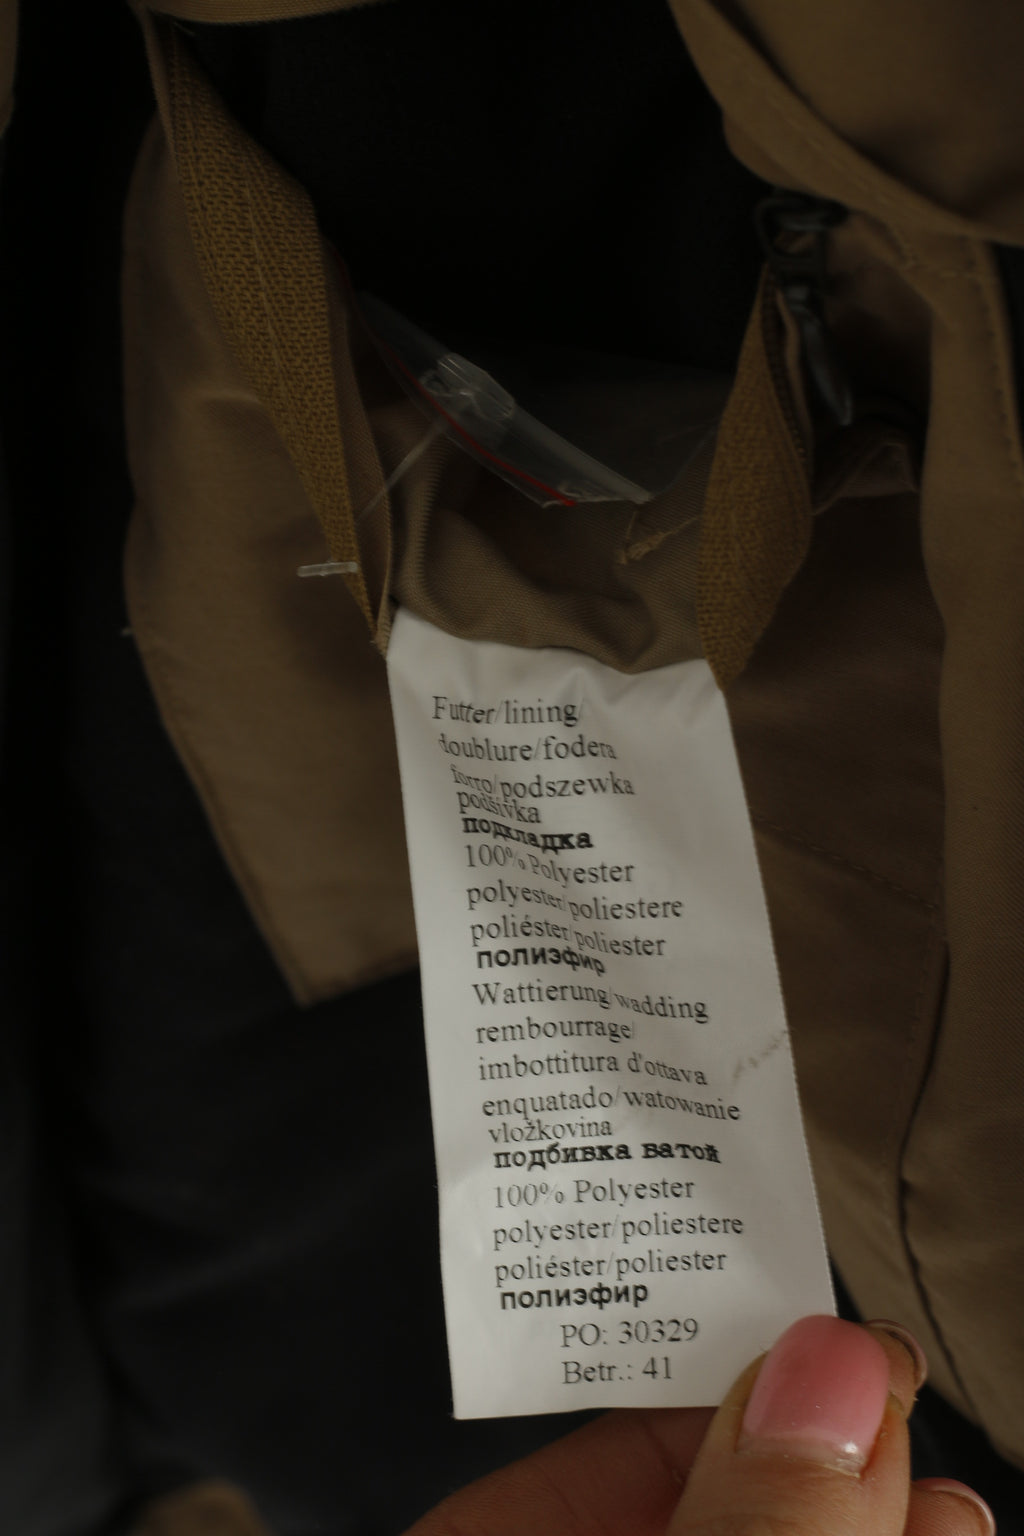 Futter/lining/
doublure/fodera
forro/podszewka
podšívka
подкладка
100% Polyester
polyester/poliestere
poliéster/poliester
полиэфир
Wattierung/wadding
rembourrage/
imbottitura d'ottava
enquatado/watowanie
vložkovina
подбивка ватой
100% Polyester
polyester/poliestere
poliéster/poliester
полиэфир
PO: 30329
Betr.: 41